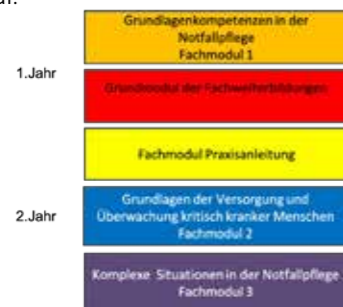 uf.
Grundlagenkompetenzen in der
Notfallpflege
Fachmodul 1
1.Jahr
Grundmodul der Fachweiterbildungen
Fachmodul Praxisanleitung
Grundlagen der Versorgung und
2.Jahr
Überwachung kritisch kranker Menschen
Fachmodul 2
Komplexe Situationen in der Notfallpflege
Fachmodul 3